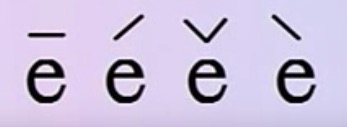 ē é ě è